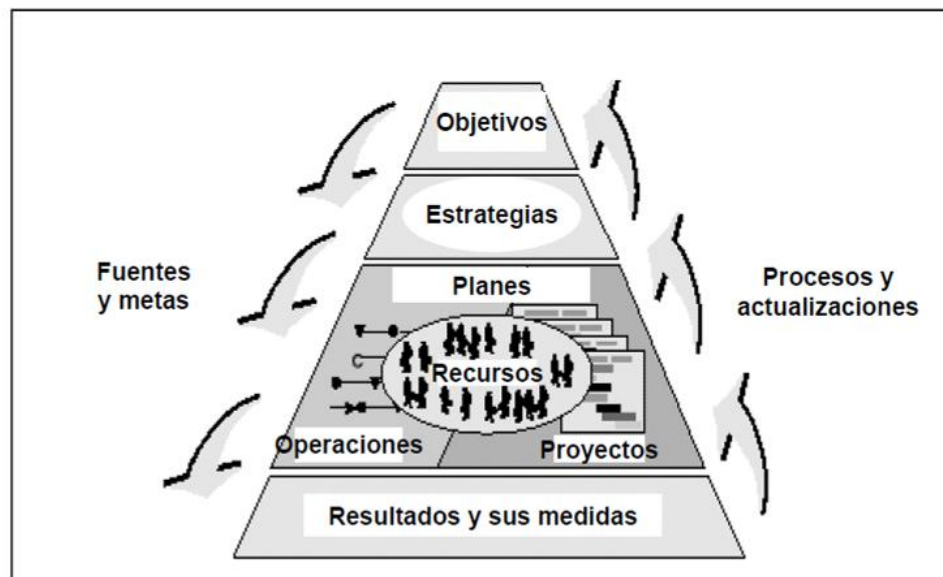 Objetivos
Estrategias
Fuentes
y metas
Planes
Procesos y
actualizaciones
Recursos
Operaciones
Proyectos
Resultados y sus medidas